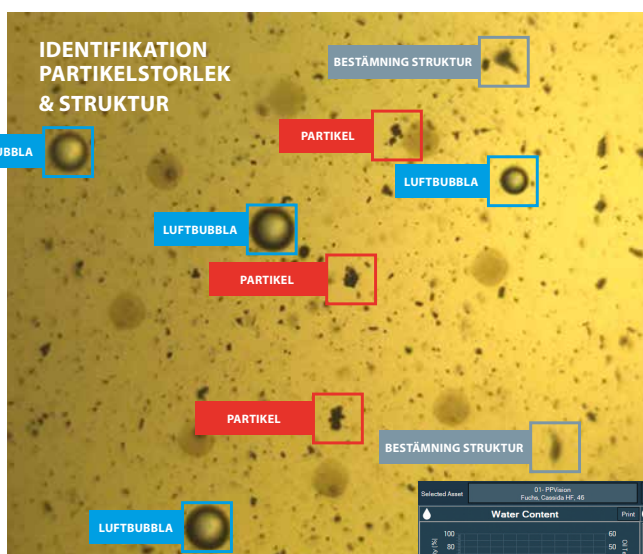 IDENTIFIKATION
PARTIKELSTORLEK
& STRUKTUR
BESTÄMNING STRUKTUR
PARTIKEL
UBBLA
LUFTBUBBLA
LUFTBUBBLA
PARTIKEL
PARTIKEL
BESTÄMNING STRUKTUR
LUFTBUBBLA
Selected Asset
01- PPVision
Fuchs, Cassida HF, 46
Water Content
Print
100
60
80
50